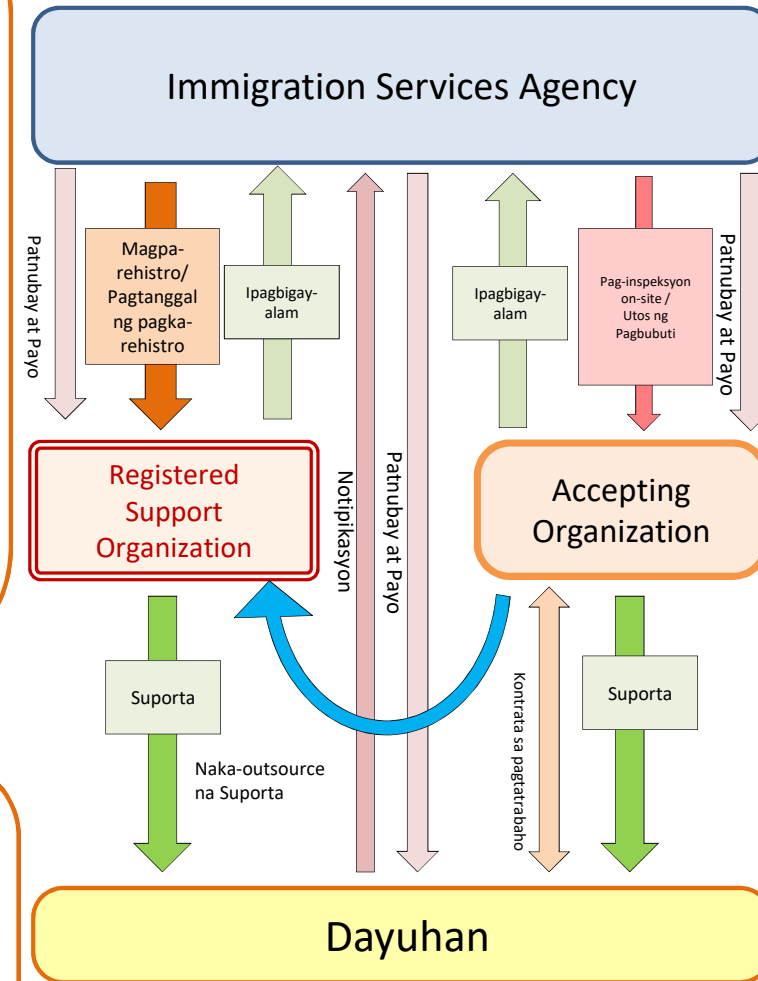 Immigration Services Agency
Patnubay at Payo
Magpa-
rehistro/
Pagtanggal
ng pagka-
rehistro
Ipagbigay-
alam
Ipagbigay-
alam
Pag-inspeksyon
on-site /
Utos ng
Pagbubuti
Patnubay at Payo
Registered
Support
Organization
Notipikasyon
Patnubay at Payo
Accepting
Organization
Suporta
Naka-outsource
na Suporta
Kontrata sa pagtatrabaho
Suporta
Dayuhan